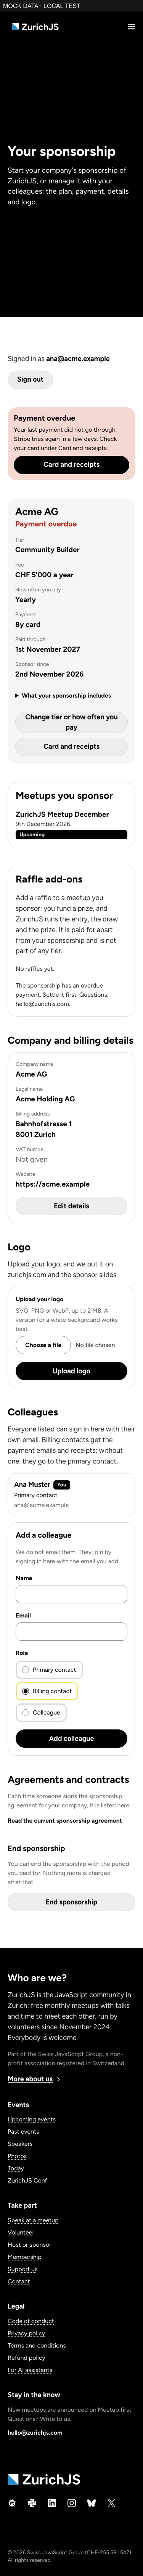 MOCK DATA · LOCAL TEST
ZurichJS
Your sponsorship
Start your company's sponsorship of
ZurichJS, or manage it with your
colleagues: the plan, payment, details
and logo.
Signed in as ana@acme.example
Sign out
Payment overdue
Your last payment did not go through.
Stripe tries again in a few days. Check
your card under Card and receipts.
Card and receipts
Acme AG
Payment overdue
Tier
Community Builder
Fee
CHF 5'000 a year
How often you pay
Yearly
Payment
By card
Paid through
1st November 2027
Sponsor since
2nd November 2026
What your sponsorship includes
Change tier or how often you
pay
Card and receipts
Meetups you sponsor
ZurichJS Meetup December
9th December 2026
Upcoming
Raffle add-ons
Add a raffle to a meetup you
sponsor: you fund a prize, and
ZurichJS runs the entry, the draw
and the prize. It is paid for apart
from your sponsorship and is not
part of any tier.
No raffles yet.
The sponsorship has an overdue
payment. Settle it first. Questions:
hello@zurichjs.com.
Company and billing details
Company name
Acme AG
Legal name
Acme Holding AG
Billing address
Bahnhofstrasse 1
8001 Zurich
VAT number
Not given
Website
https://acme.example
Edit details
Logo
Upload your logo, and we put it on
zurichjs.com and the sponsor slides.
Upload your logo
SVG, PNG or WebP, up to 2 MB. A
version for a white background works
best.
Choose a file No file chosen
Upload logo
Colleagues
Everyone listed can sign in here with their
own email. Billing contacts get the
payment emails and receipts; without
one, they go to the primary contact.
Ana Muster You
Primary contact
ana@acme.example
Add a colleague
We do not email them. They join by
signing in here with the email you add.
Name
Email
Role
Primary contact
Billing contact
Colleague
Add colleague
Agreements and contracts
Each time someone signs the sponsorship
agreement for your company, it is listed here.
Read the current sponsorship agreement
End sponsorship
You can end the sponsorship with the period
you paid for. Nothing more is charged
after that.
End sponsorship
Who are we?
ZurichJS is the JavaScript community in
Zurich: free monthly meetups with talks
and time to meet each other, run by
volunteers since November 2024.
Everybody is welcome.
Part of the Swiss JavaScript Group, a non-
profit association registered in Switzerland.
More about us
Events
Upcoming events
Past events
Speakers
Photos
Today
ZurichJS Conf
Take part
Speak at a meetup
Volunteer
Host or sponsor
Membership
Support us
Contact
Legal
Code of conduct
Privacy policy
Terms and conditions
Refund policy
For AI assistants
Stay in the know
New meetups are announced on Meetup first.
Questions? Write to us.
hello@zurichjs.com
ZurichJS
© 2026 Swiss JavaScript Group (CHE-255.581.547).
All rights reserved.